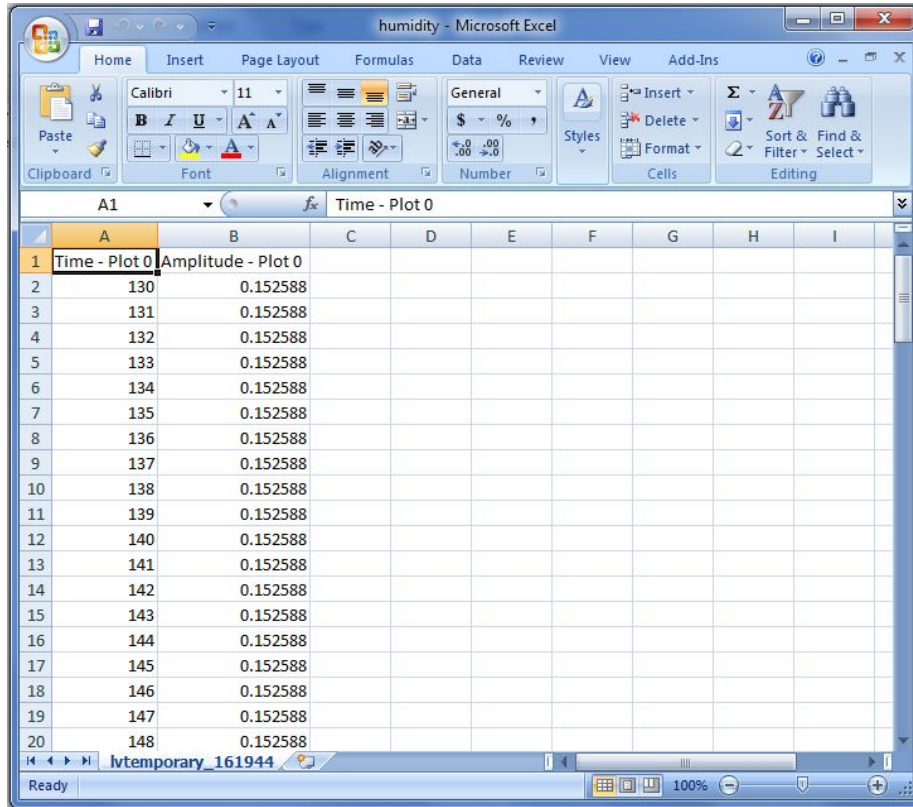 humidity - Microsoft Excel
Home Insert Page Layout Formulas Data Review View Add-Ins
Paste
Calibri 11
General
Styles
Insert
Delete
Format
Sort & Filter
Find & Select
B I U A A
$ % ,
Clipboard Font Alignment Number Cells Editing
A1 fx Time - Plot 0
A B C D E F G H I
1 Time - Plot 0 Amplitude - Plot 0
2 130 0.152588
3 131 0.152588
4 132 0.152588
5 133 0.152588
6 134 0.152588
7 135 0.152588
8 136 0.152588
9 137 0.152588
10 138 0.152588
11 139 0.152588
12 140 0.152588
13 141 0.152588
14 142 0.152588
15 143 0.152588
16 144 0.152588
17 145 0.152588
18 146 0.152588
19 147 0.152588
20 148 0.152588
lvtemporary_161944
Ready 100%